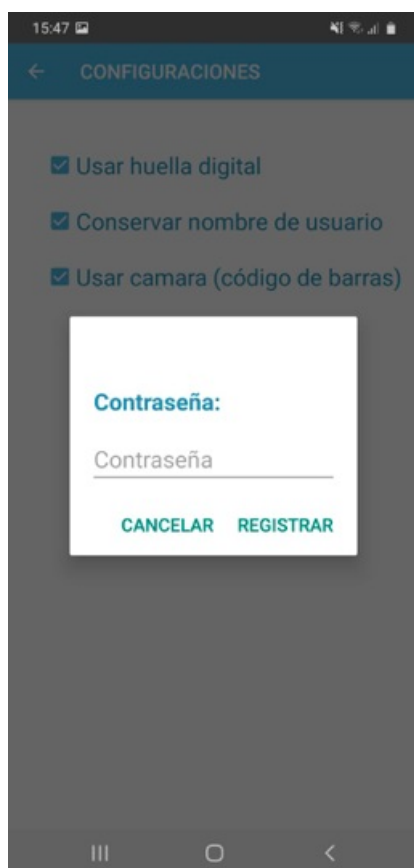 15:47
CONFIGURACIONES
Usar huella digital
Conservar nombre de usuario
Usar camara (código de barras)
Contraseña:
Contraseña
CANCELAR REGISTRAR